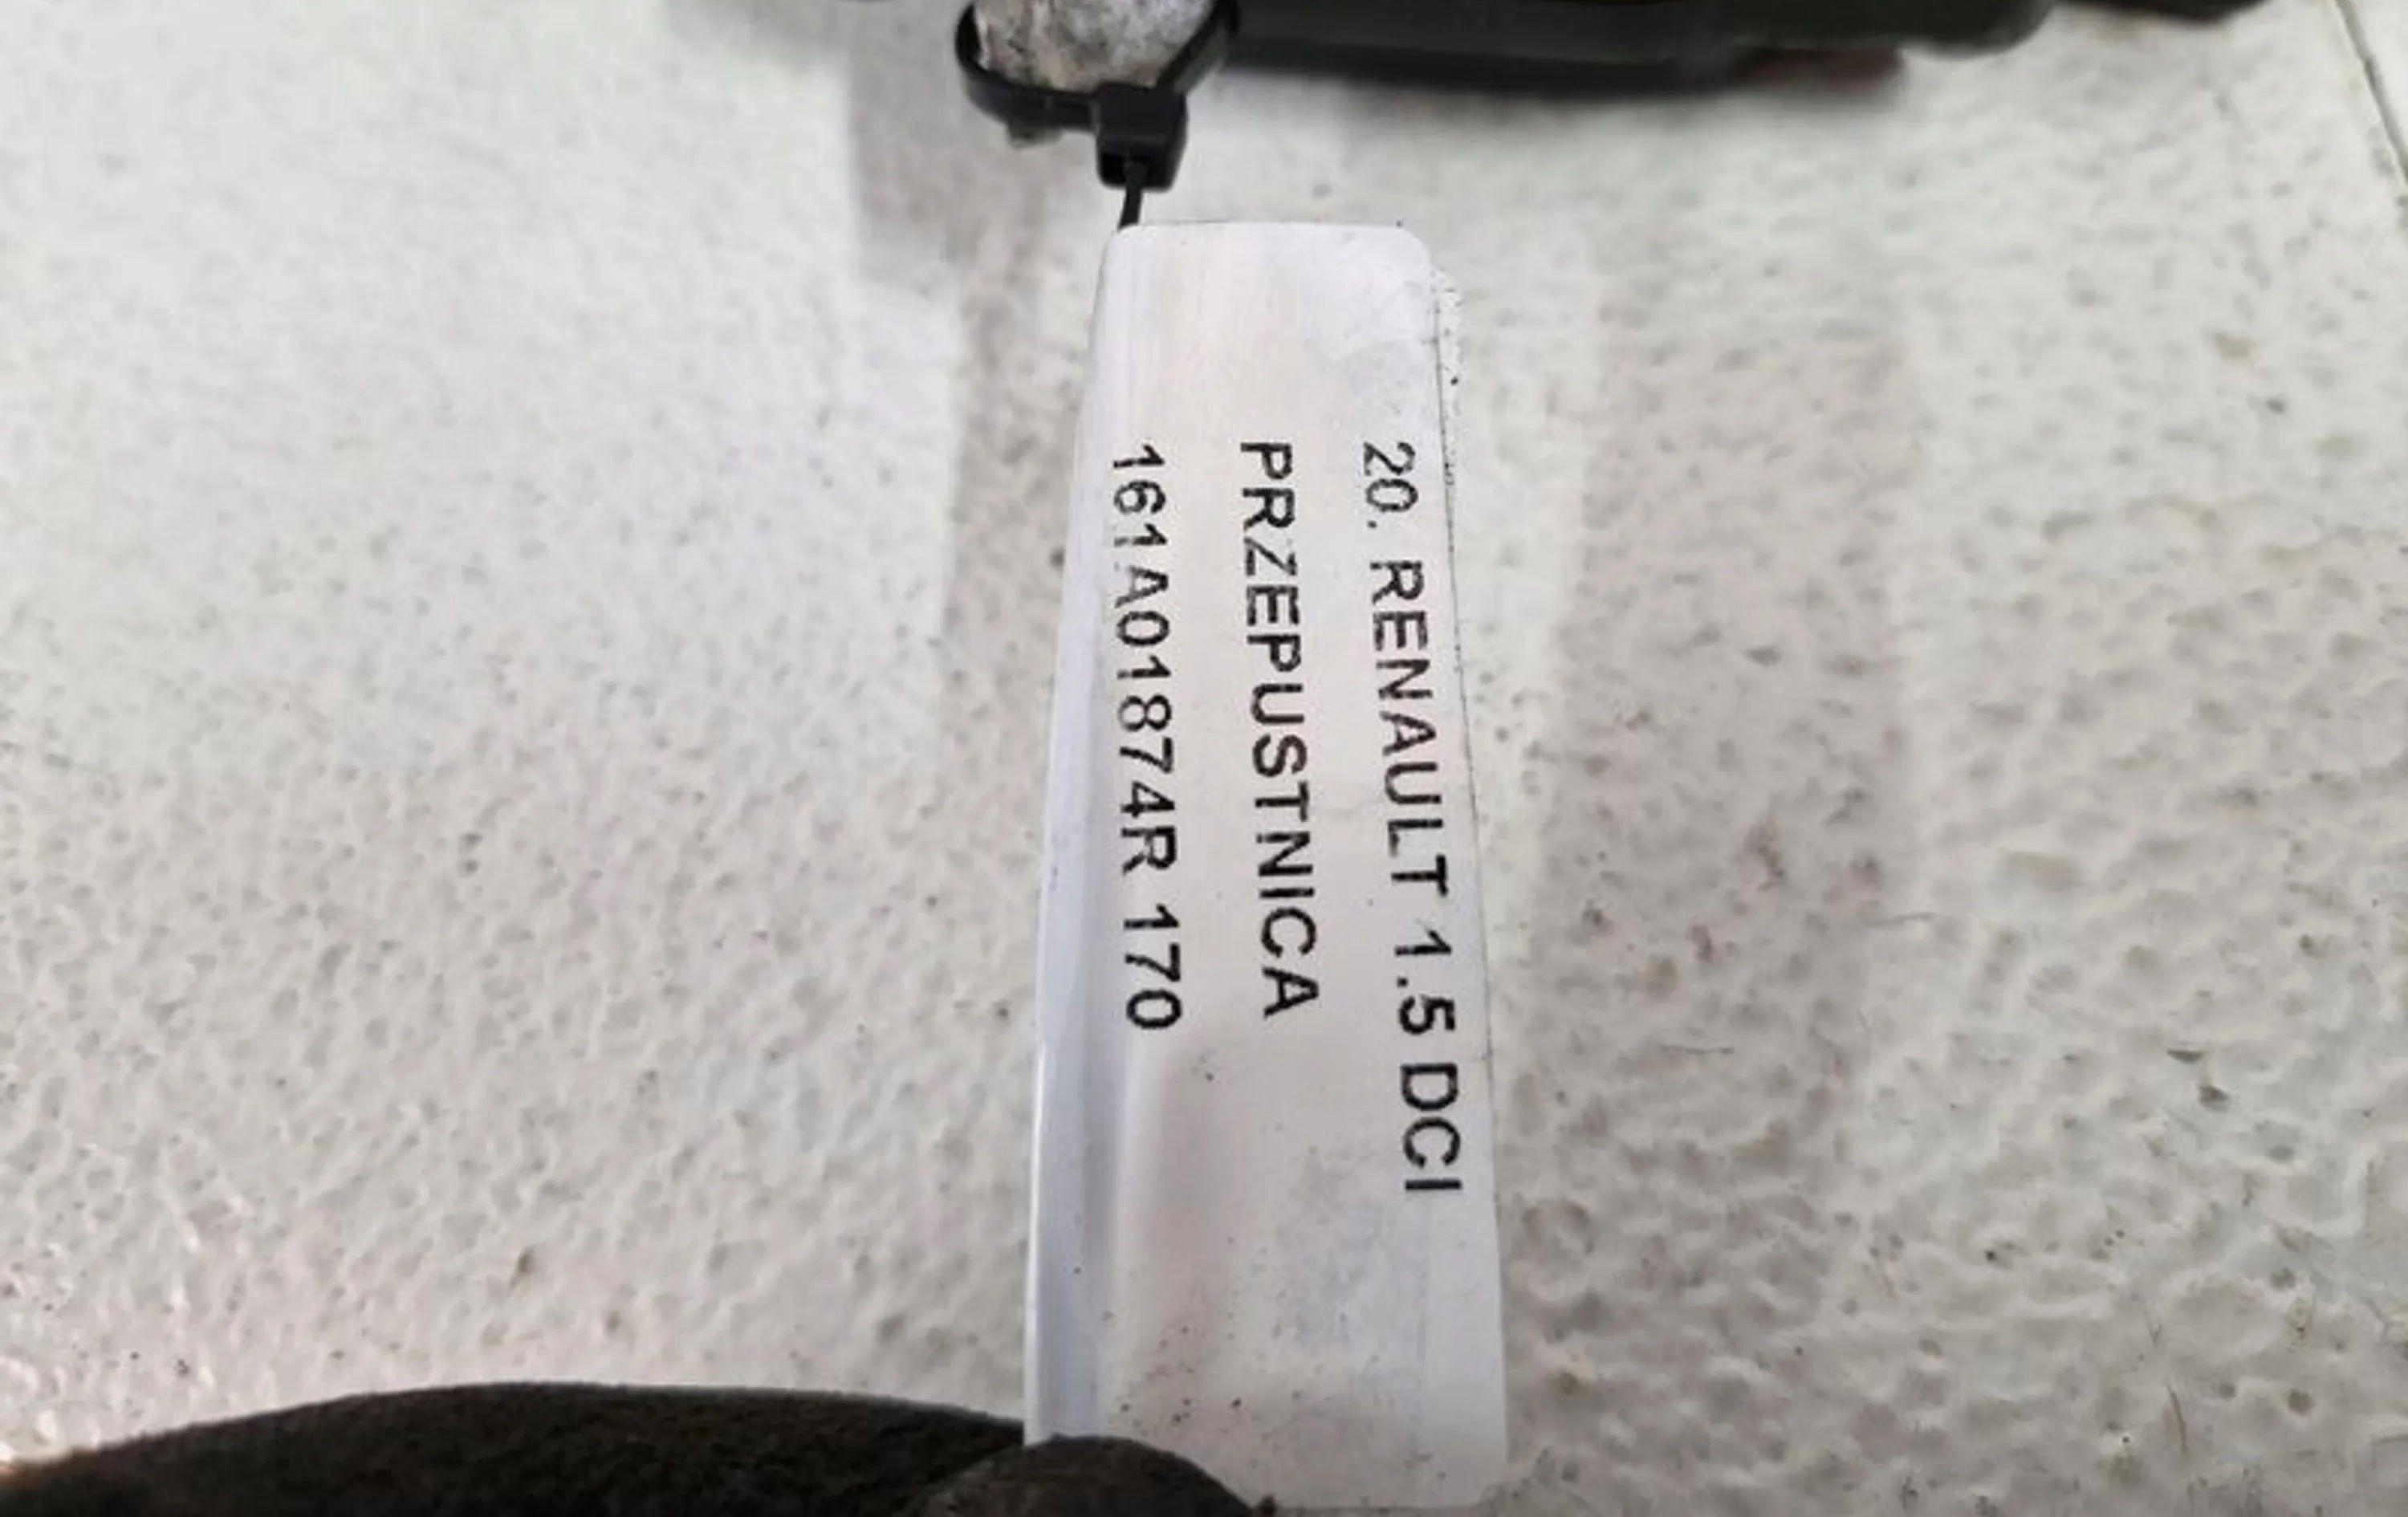 20. RENAULT 1.5 DCI
PRZEPUSTNICA
161A01874R 170